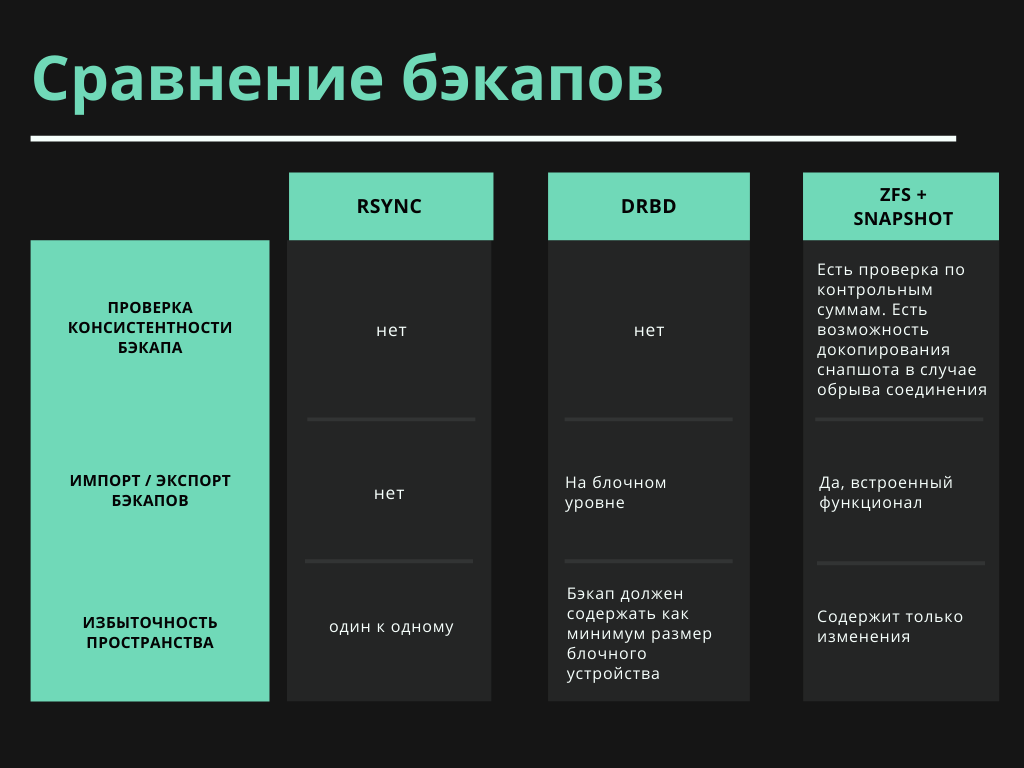 Сравнение бэкапов
RSYNC
DRBD
ZFS +
SNAPSHOT
ПРОВЕРКА
КОНСИСТЕНТНОСТИ
БЭКАПА
нет
нет
Есть проверка по
контрольным
суммам. Есть
возможность
докопирования
снапшота в случае
обрыва соединения
ИМПОРТ / ЭКСПОРТ
БЭКАПОВ
нет
На блочном
уровне
Да, встроенный
функционал
ИЗБЫТОЧНОСТЬ
ПРОСТРАНСТВА
один к одному
Бэкап должен
содержать как
минимум размер
блочного
устройства
Содержит только
изменения